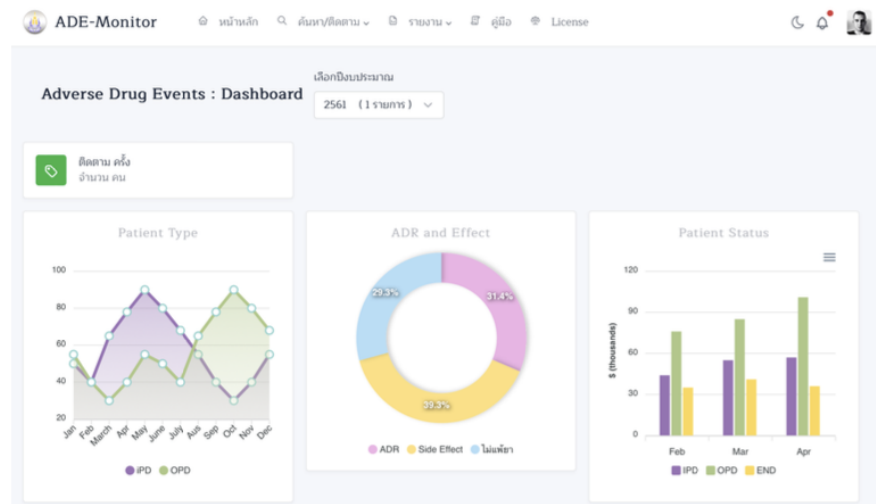 ADE-Monitor
หน้าหลัก
ค้นหา/ติดตาม
รายงาน
คู่มือ
License
Adverse Drug Events : Dashboard
เลือกปีงบประมาณ
2561 (1 รายการ)
ติดตาม ครั้ง
จำนวน คน
Patient Type
100
80
60
40
20
Jan
Feb
March
Apr
May
June
July
Aus
Sep
Oct
Nov
Dec
iPD
OPD
ADR and Effect
29.3%
31.4%
39.3%
ADR
Side Effect
ไม่แพ้ยา
Patient Status
$ (thousands)
120
90
60
30
0
Feb
Mar
Apr
IPD
OPD
END